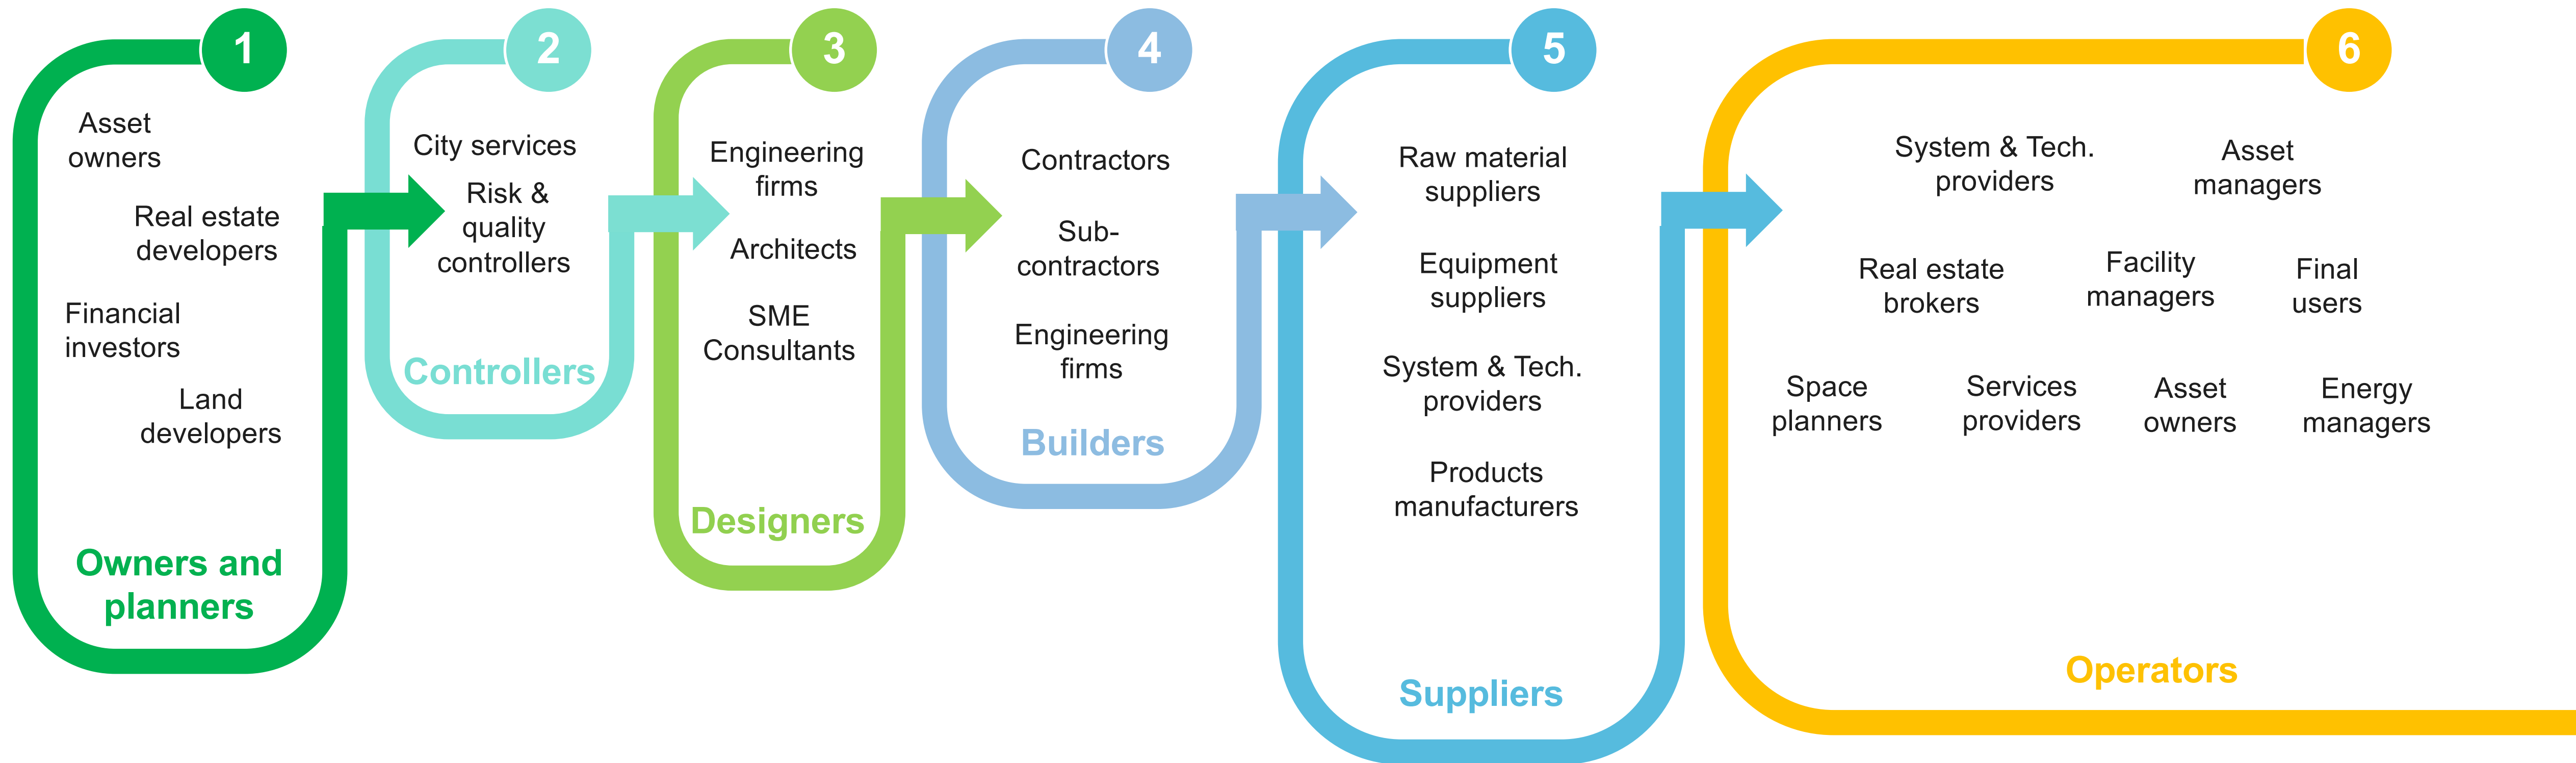 1
Asset
owners
Real estate
developers
Financial
investors
Land
developers
Owners and
planners
2
City services
Risk &
quality
controllers
Controllers
3
Engineering
firms
Architects
SME
Consultants
Designers
4
Contractors
Sub-
contractors
Engineering
firms
Builders
5
Raw material
suppliers
Equipment
suppliers
System & Tech.
providers
Products
manufacturers
Suppliers
6
System & Tech.
providers
Asset
managers
Real estate
brokers
Facility
managers
Final
users
Space
planners
Services
providers
Asset
owners
Energy
managers
Operators